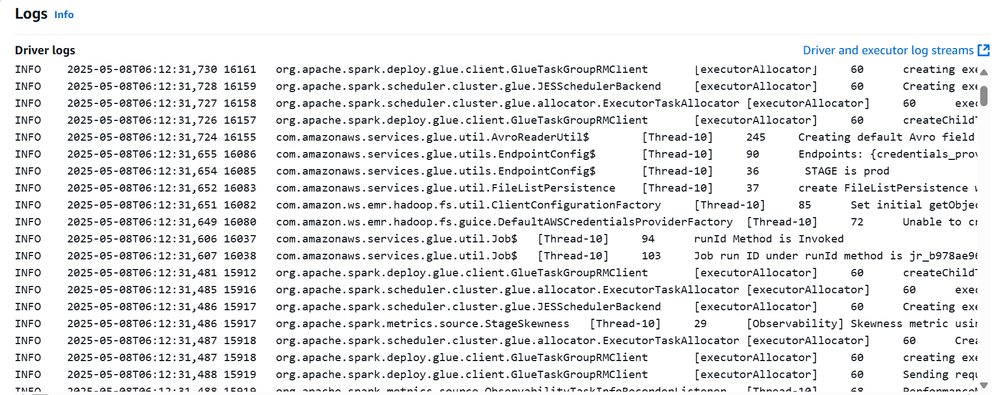 Logs Info
Driver logs
Driver and executor log streams
INFO 2025-05-08T06:12:31,730 16161 org.apache.spark.deploy.glue.client.GlueTaskGroupRMClient [executorAllocator] 60 creating exe
INFO 2025-05-08T06:12:31,728 16159 org.apache.spark.scheduler.cluster.glue.JESSchedulerBackend [executorAllocator] 60 Creating exe
INFO 2025-05-08T06:12:31,727 16158 org.apache.spark.scheduler.cluster.glue.allocator.ExecutorTaskAllocator [executorAllocator] 60 exec
INFO 2025-05-08T06:12:31,726 16157 org.apache.spark.deploy.glue.client.GlueTaskGroupRMClient [executorAllocator] 60 createChildT
INFO 2025-05-08T06:12:31,724 16155 com.amazonaws.services.glue.util.AvroReaderUtil$ [Thread-10] 245 Creating default Avro field
INFO 2025-05-08T06:12:31,655 16086 com.amazonaws.services.glue.utils.EndpointConfig$ [Thread-10] 90 Endpoints: {credentials_prov
INFO 2025-05-08T06:12:31,654 16085 com.amazonaws.services.glue.utils.EndpointConfig$ [Thread-10] 36 STAGE is prod
INFO 2025-05-08T06:12:31,652 16083 com.amazonaws.services.glue.util.FileListPersistence [Thread-10] 37 create FileListPersistence w
INFO 2025-05-08T06:12:31,651 16082 com.amazon.ws.emr.hadoop.fs.util.ClientConfigurationFactory [Thread-10] 85 Set initial getObjec
INFO 2025-05-08T06:12:31,649 16080 com.amazon.ws.emr.hadoop.fs.guice.DefaultAWSCredentialsProviderFactory [Thread-10] 72 Unable to cr
INFO 2025-05-08T06:12:31,606 16037 com.amazonaws.services.glue.util.Job$ [Thread-10] 94 runId Method is Invoked
INFO 2025-05-08T06:12:31,607 16038 com.amazonaws.services.glue.util.Job$ [Thread-10] 103 Job run ID under runId method is jr_b978ae96
INFO 2025-05-08T06:12:31,481 15912 org.apache.spark.deploy.glue.client.GlueTaskGroupRMClient [executorAllocator] 60 createChildT
INFO 2025-05-08T06:12:31,485 15916 org.apache.spark.scheduler.cluster.glue.allocator.ExecutorTaskAllocator [executorAllocator] 60 exec
INFO 2025-05-08T06:12:31,486 15917 org.apache.spark.scheduler.cluster.glue.JESSchedulerBackend [executorAllocator] 60 Creating exe
INFO 2025-05-08T06:12:31,486 15917 org.apache.spark.metrics.source.StageSkewness [Thread-10] 29 [Observability] Skewness metric usin
INFO 2025-05-08T06:12:31,487 15918 org.apache.spark.scheduler.cluster.glue.allocator.ExecutorTaskAllocator [executorAllocator] 60 Crea
INFO 2025-05-08T06:12:31,487 15918 org.apache.spark.deploy.glue.client.GlueTaskGroupRMClient [executorAllocator] 60 creating exe
INFO 2025-05-08T06:12:31,488 15919 org.apache.spark.deploy.glue.client.GlueTaskGroupRMClient [executorAllocator] 60 Sending requ
INFO 2025-05-08T06:12:31,488 15919 org.apache.spark.metrics.source.ObservabilityTaskInfoRecorderListener [Thread-10] 68